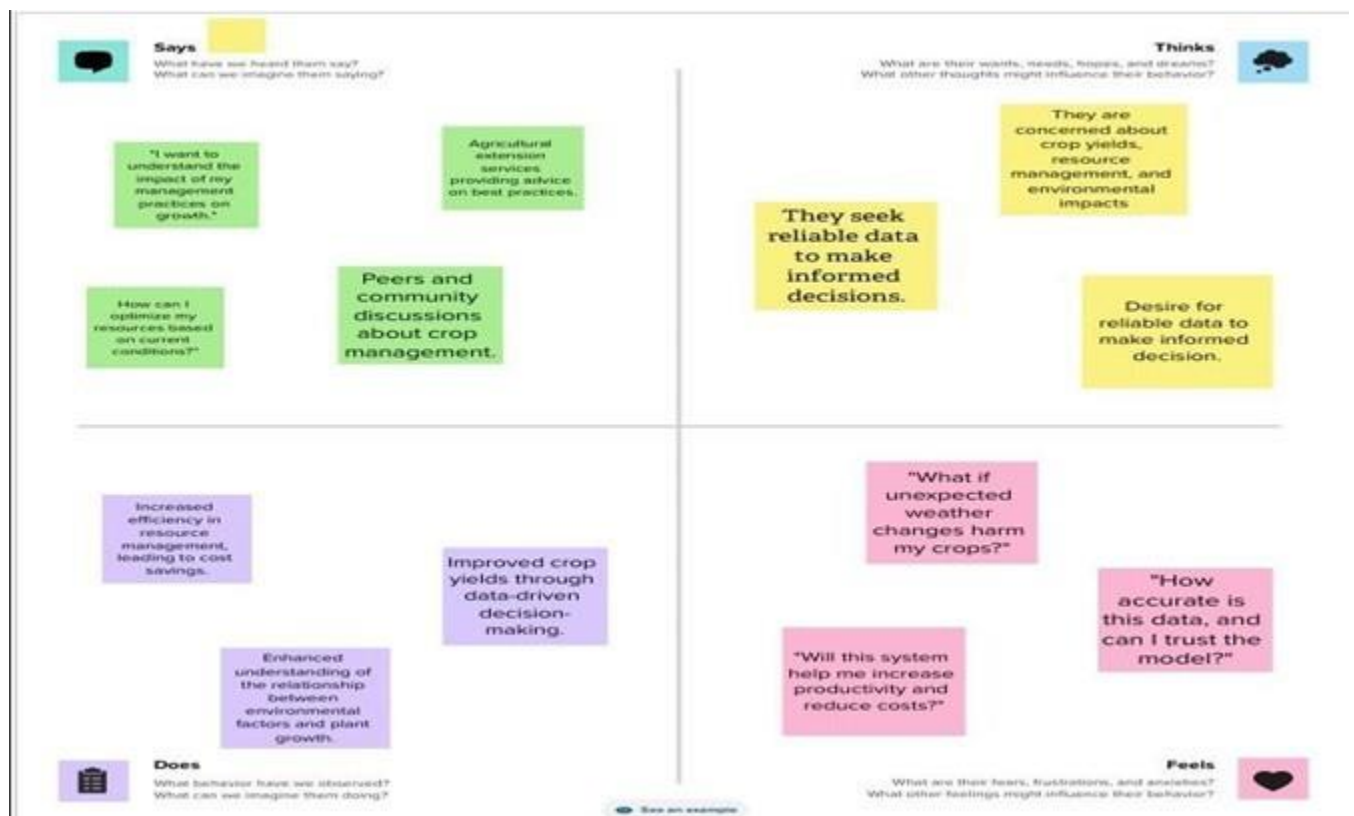 Says
What have we heard them say?
What can we imagine them saying?
"I want to
understand the
impact of my
management
practices on
growth."
Agricultural
extension
services
providing advice
on best practices.
How can I
optimize my
resources based
on current
conditions?"
Peers and
community
discussions
about crop
management.
Thinks
What are their wants, needs, hopes, and dreams?
What other thoughts might influence their behavior?
They are
concerned about
crop yields,
resource
management, and
environmental
impacts
They seek
reliable data
to make
informed
decisions.
Desire for
reliable data to
make informed
decision.
Increased
efficiency in
resource
management,
leading to cost
savings.
Improved crop
yields through
data-driven
decision-
making.
Enhanced
understanding of
the relationship
between
environmental
factors and plant
growth.
Does
What behavior have we observed?
What can we imagine them doing?
"What if
unexpected
weather
changes harm
my crops?"
"How
accurate is
this data, and
can I trust the
model?"
"Will this system
help me increase
productivity and
reduce costs?"
Feels
What are their fears, frustrations, and anxieties?
What other feelings might influence their behavior?
See an example